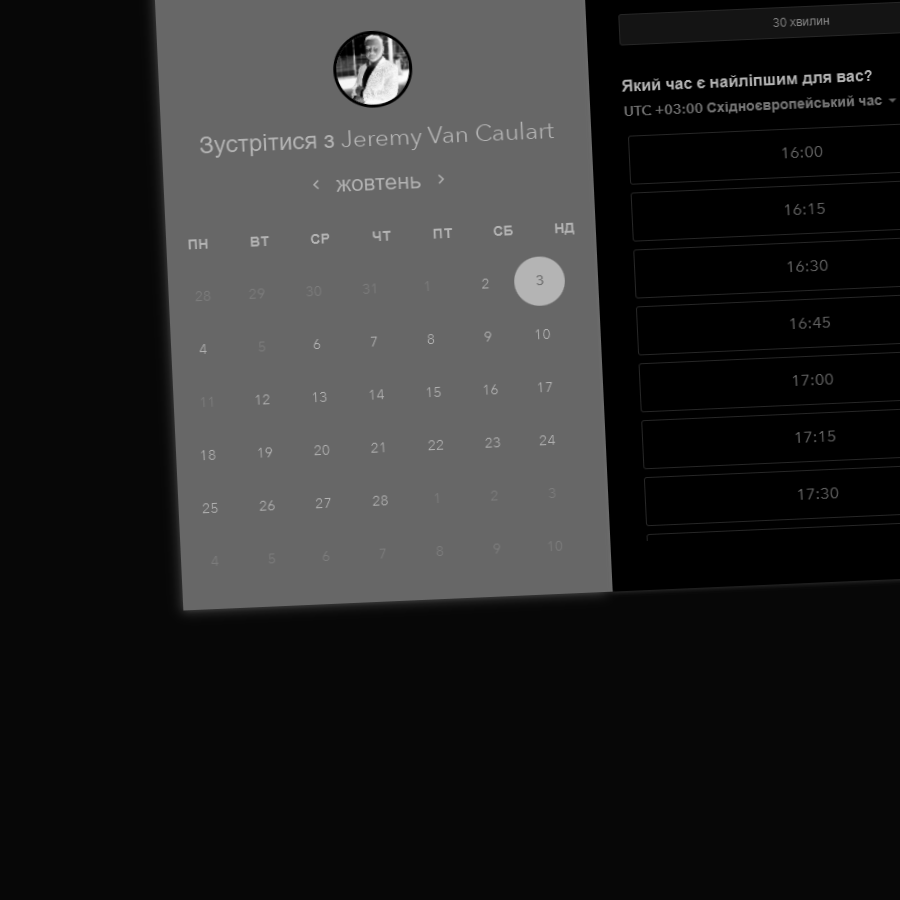 Зустрітися з Jeremy Van Caulart
‹ жовтень ›
ПН ВТ СР ЧТ ПТ СБ НД
28 29 30 31 1 2 3
4 5 6 7 8 9 10
11 12 13 14 15 16 17
18 19 20 21 22 23 24
25 26 27 28 1 2 3
4 5 6 7 8 9 10
30 хвилин
Який час є найліпшим для вас?
UTC +03:00 Східноєвропейський час
16:00
16:15
16:30
16:45
17:00
17:15
17:30